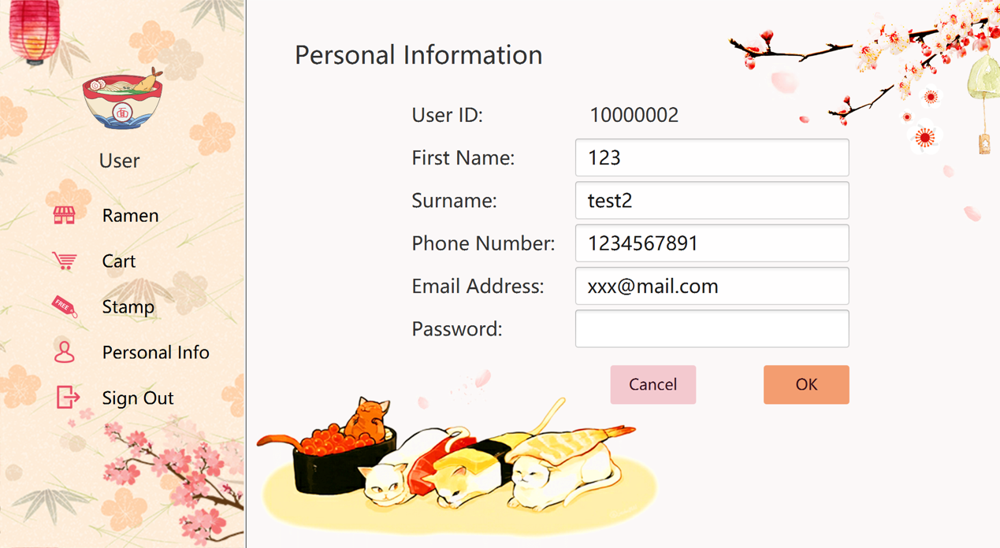 面
User
Ramen
Cart
FREE
Stamp
Personal Info
Sign Out
Personal Information
User ID: 10000002
First Name: 123
Surname: test2
Phone Number: 1234567891
Email Address: xxx@mail.com
Password:
Cancel OK